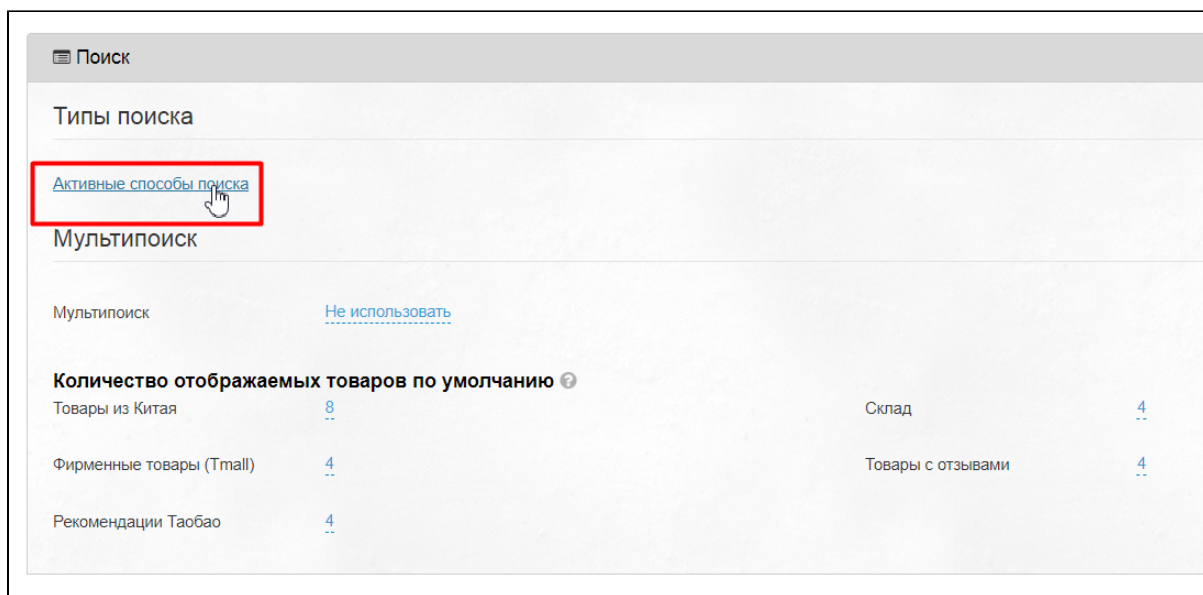 Поиск
Типы поиска
Активные способы поиска
Мультипоиск
Мультипоиск Не использовать
Количество отображаемых товаров по умолчанию ?
Товары из Китая 8 Склад 4
Фирменные товары (Tmall) 4 Товары с отзывами 4
Рекомендации Таобао 4